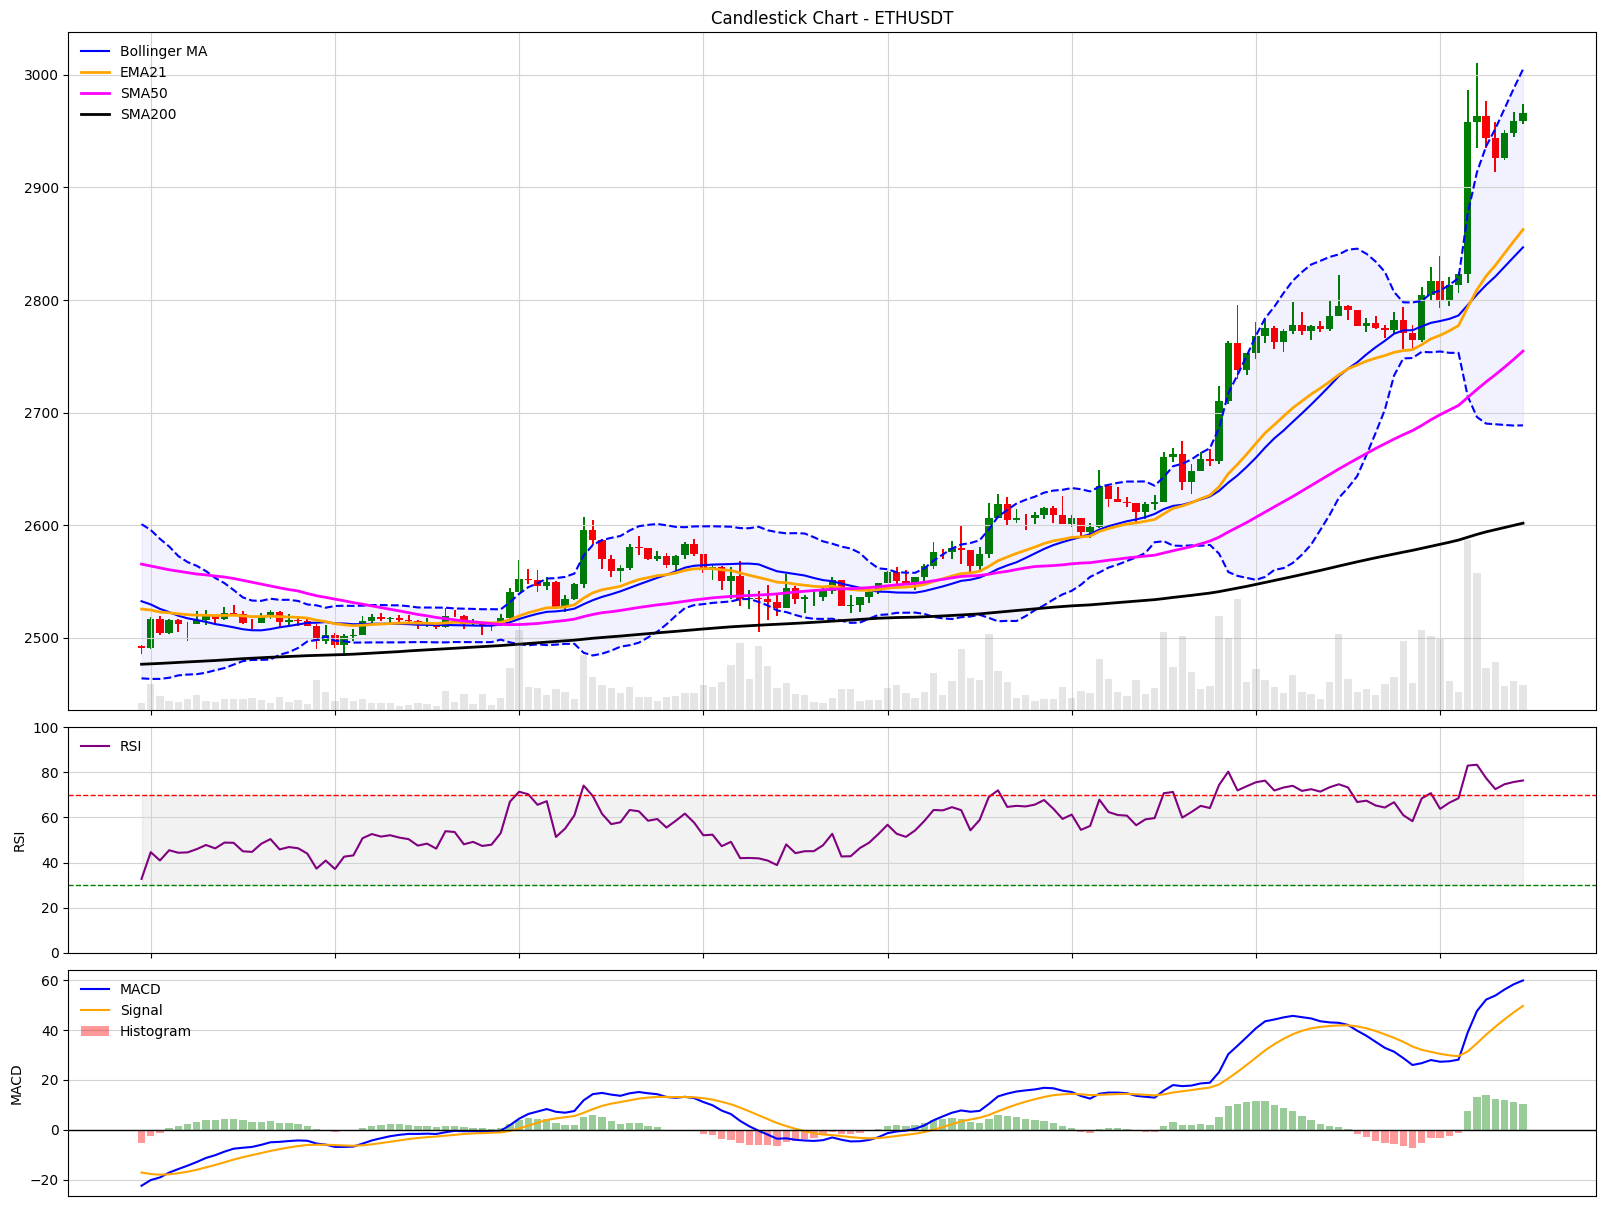 Candlestick Chart - ETHUSDT
Bollinger MA
EMA21
SMA50
SMA200
3000
2900
2800
2700
2600
2500
RSI
100
80
60
40
20
0
RSI
MACD
Signal
Histogram
60
40
20
0
−20
MACD